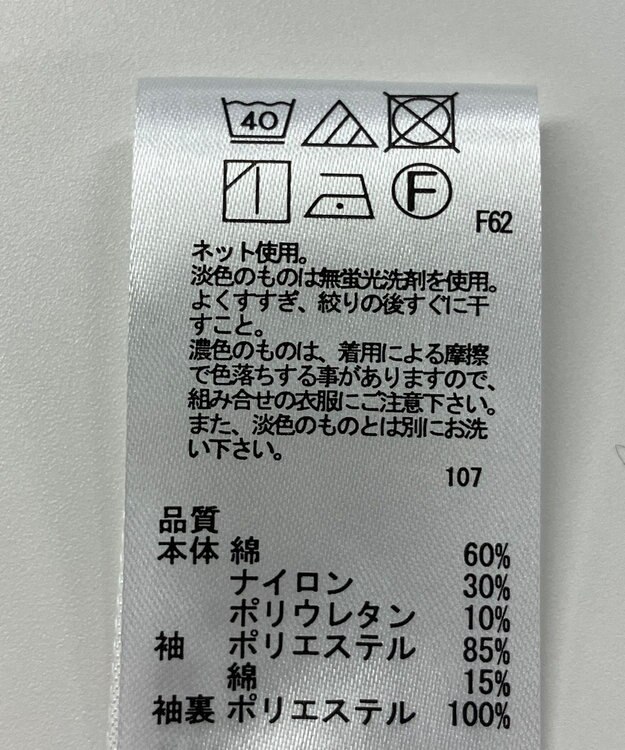 40
F
F62
ネット使用。
淡色のものは無蛍光洗剤を使用。
よくすすぎ、絞りの後すぐに干
すこと。
濃色のものは、着用による摩擦
で色落ちする事がありますので、
組み合せの衣服にご注意下さい。
また、淡色のものとは別にお洗
い下さい。
107
品質
本体 綿 60%
ナイロン 30%
ポリウレタン 10%
袖 ポリエステル 85%
綿 15%
袖裏 ポリエステル 100%